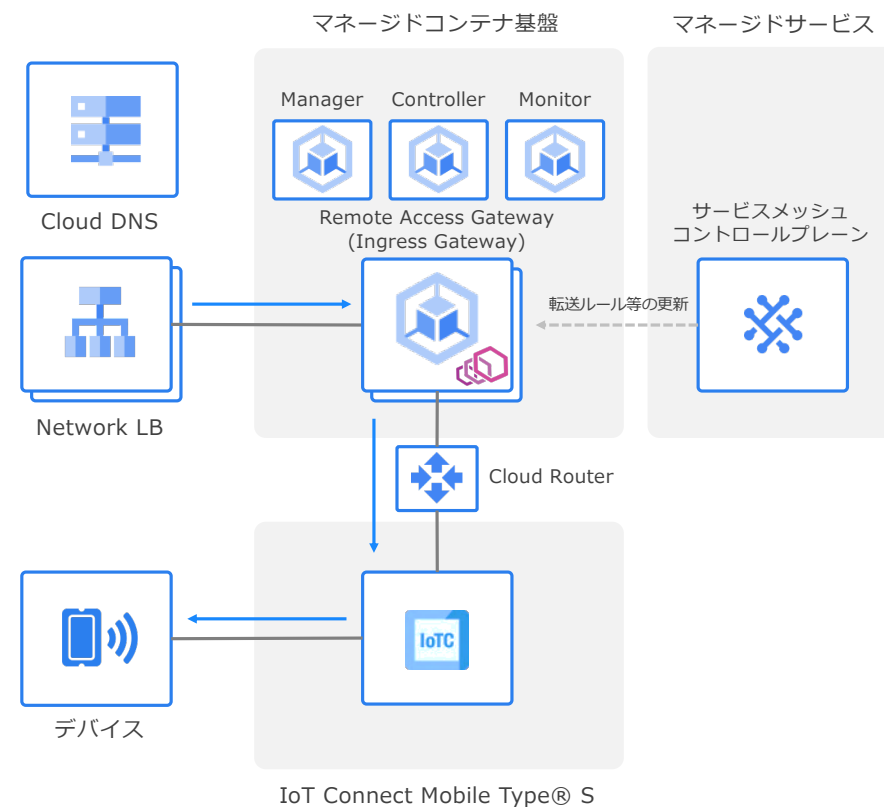 マネージドコンテナ基盤
マネージドサービス
Manager
Controller
Monitor
Cloud DNS
Remote Access Gateway
(Ingress Gateway)
サービスメッシュ
コントロールプレーン
転送ルール等の更新
Network LB
Cloud Router
IoTC
デバイス
IoT Connect Mobile Type® S